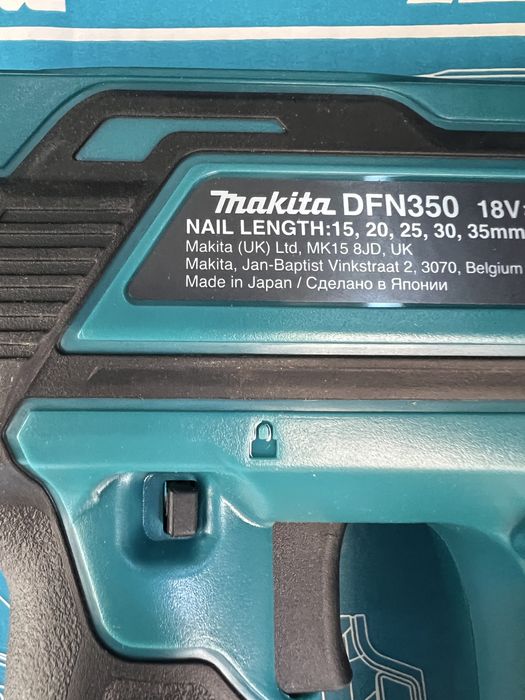 makita DFN350 18V
NAIL LENGTH:15, 20, 25, 30, 35mm
Makita (UK) Ltd, MK15 8JD, UK
Makita, Jan-Baptist Vinkstraat 2, 3070, Belgium
Made in Japan / Сделано в Японии